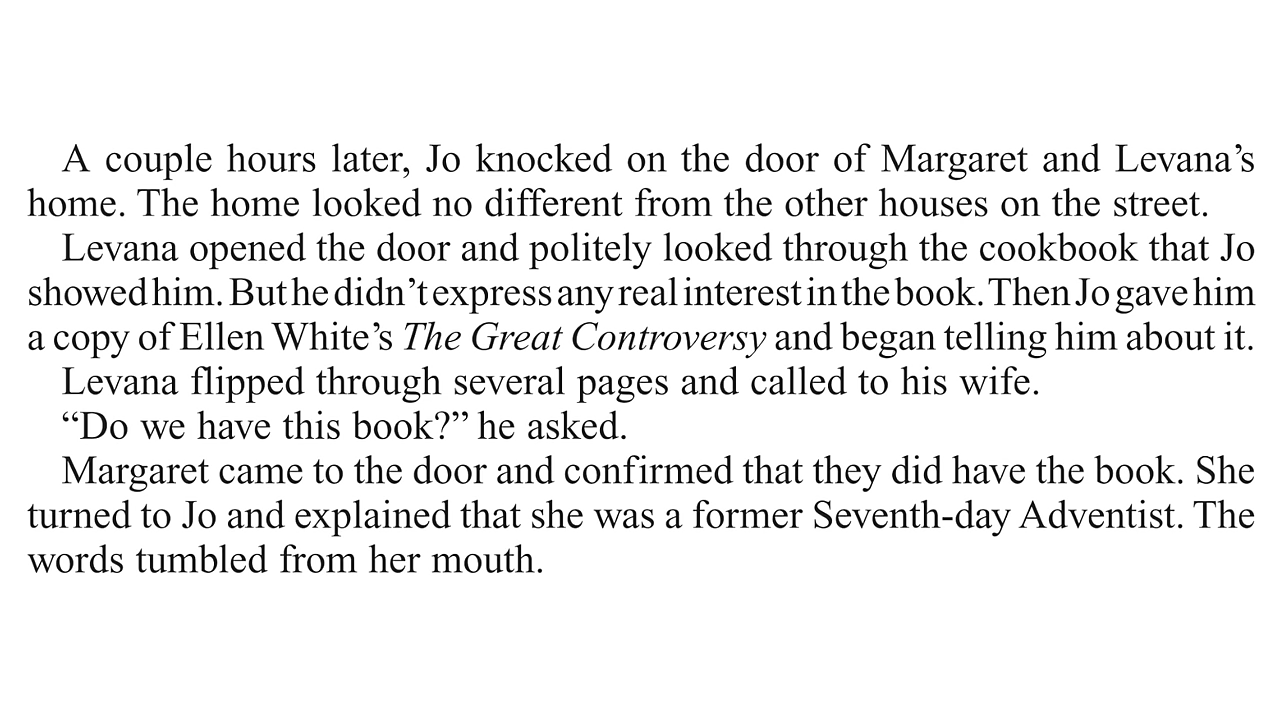 A couple hours later, Jo knocked on the door of Margaret and Levana’s
home. The home looked no different from the other houses on the street.
Levana opened the door and politely looked through the cookbook that Jo
showed him. But he didn’t express any real interest in the book. Then Jo gave him
a copy of Ellen White’s The Great Controversy and began telling him about it.
Levana flipped through several pages and called to his wife.
“Do we have this book?” he asked.
Margaret came to the door and confirmed that they did have the book. She
turned to Jo and explained that she was a former Seventh-day Adventist. The
words tumbled from her mouth.